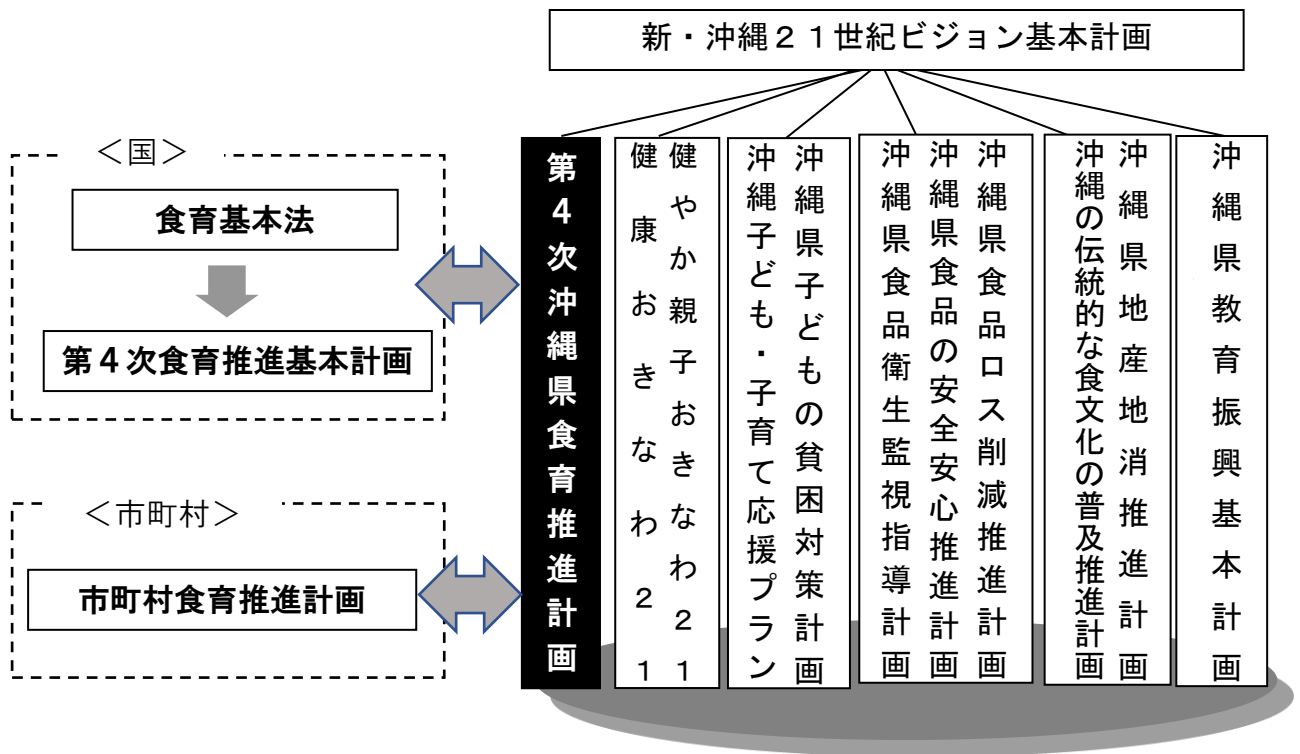 新・沖縄２１世紀ビジョン基本計画
＜国＞
食育基本法
第４次食育推進基本計画
＜市町村＞
市町村食育推進計画
第４次沖縄県食育推進計画
健やか親子おきなわ２１
健康おきなわ２１
沖縄県子どもの貧困対策計画
沖縄子ども・子育て応援プラン
沖縄県食品ロス削減推進計画
沖縄県食品の安全安心推進計画
沖縄県食品衛生監視指導計画
沖縄県地産地消推進計画
沖縄の伝統的な食文化の普及推進計画
沖縄県教育振興基本計画